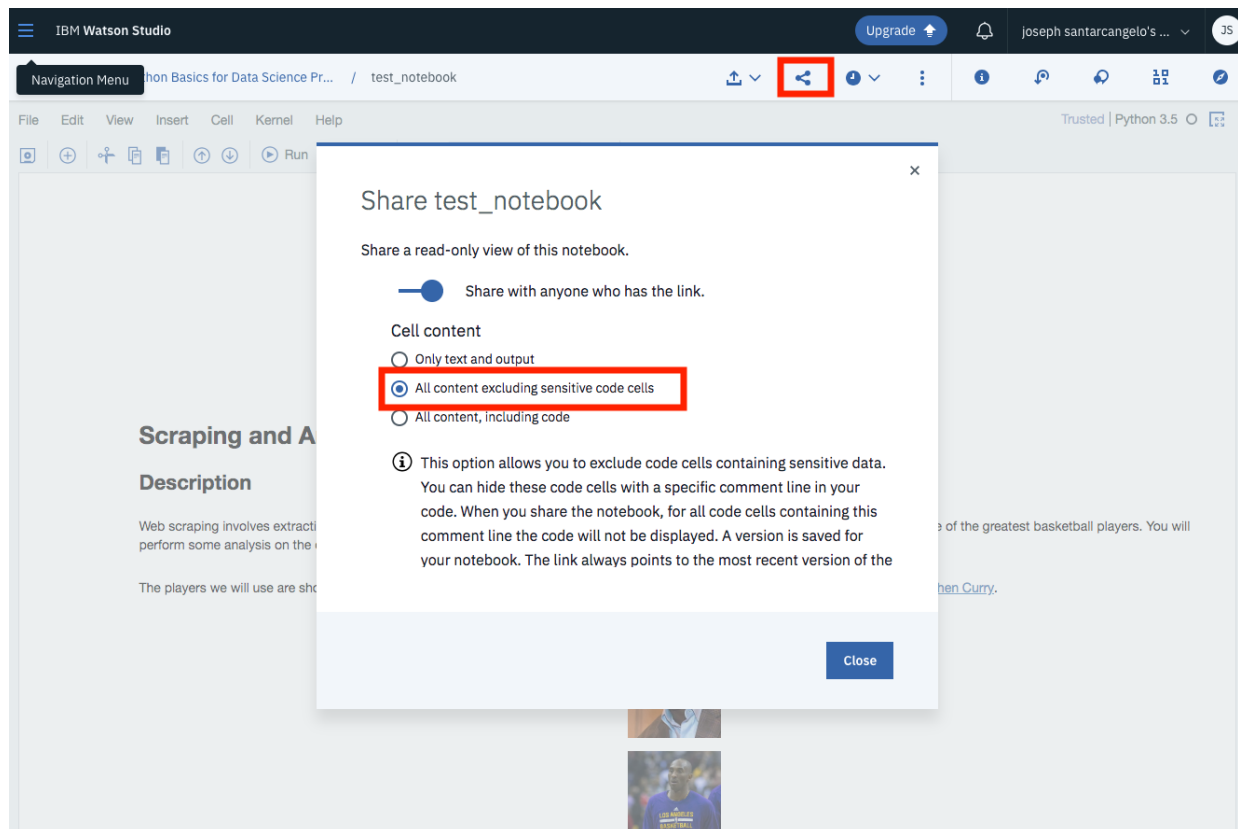 IBM Watson Studio
Upgrade
joseph santarcangelo's ...
JS
Navigation Menu
thon Basics for Data Science Pr... / test_notebook
File Edit View Insert Cell Kernel Help
Trusted | Python 3.5
Run
Share test_notebook
Share a read-only view of this notebook.
Share with anyone who has the link.
Cell content
Only text and output
All content excluding sensitive code cells
All content, including code
This option allows you to exclude code cells containing sensitive data.
You can hide these code cells with a specific comment line in your
code. When you share the notebook, for all code cells containing this
comment line the code will not be displayed. A version is saved for
your notebook. The link always points to the most recent version of the
Close
Scraping and A
Description
Web scraping involves extracti
of the greatest basketball players. You will
perform some analysis on the
The players we will use are sho
hen Curry.
LOS ANGELES
BASKETBALL